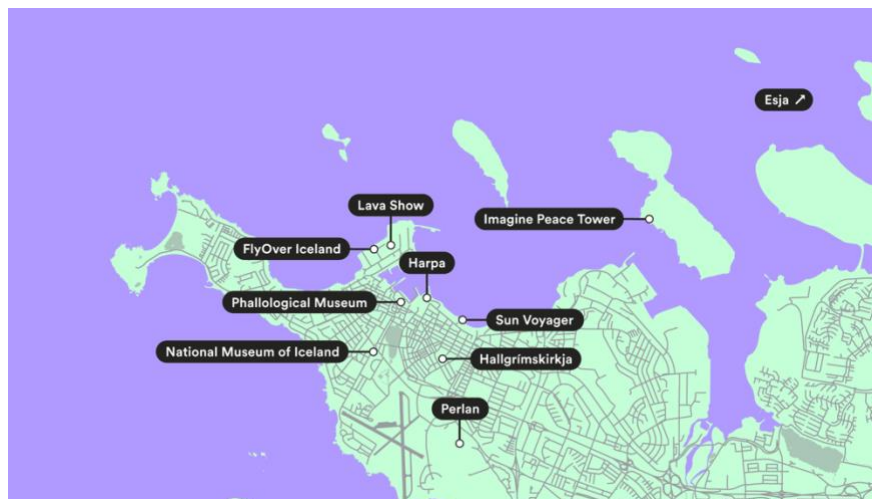 Esja ↗
Lava Show
Imagine Peace Tower
FlyOver Iceland
Harpa
Phallological Museum
Sun Voyager
National Museum of Iceland
Hallgrímskirkja
Perlan